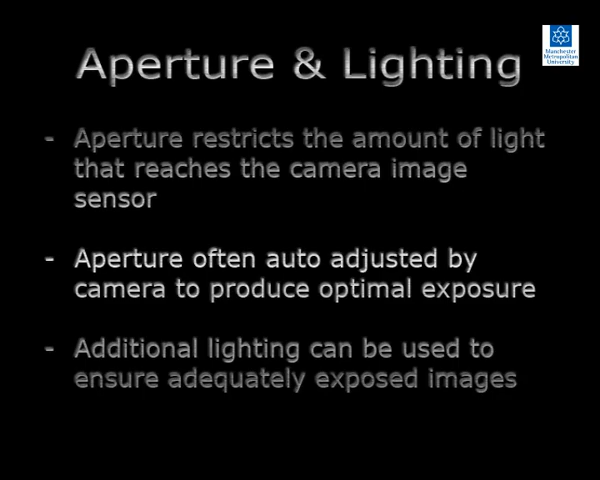 Aperture & Lighting
Manchester
Metropolitan
University
- Aperture restricts the amount of light
that reaches the camera image
sensor
- Aperture often auto adjusted by
camera to produce optimal exposure
- Additional lighting can be used to
ensure adequately exposed images